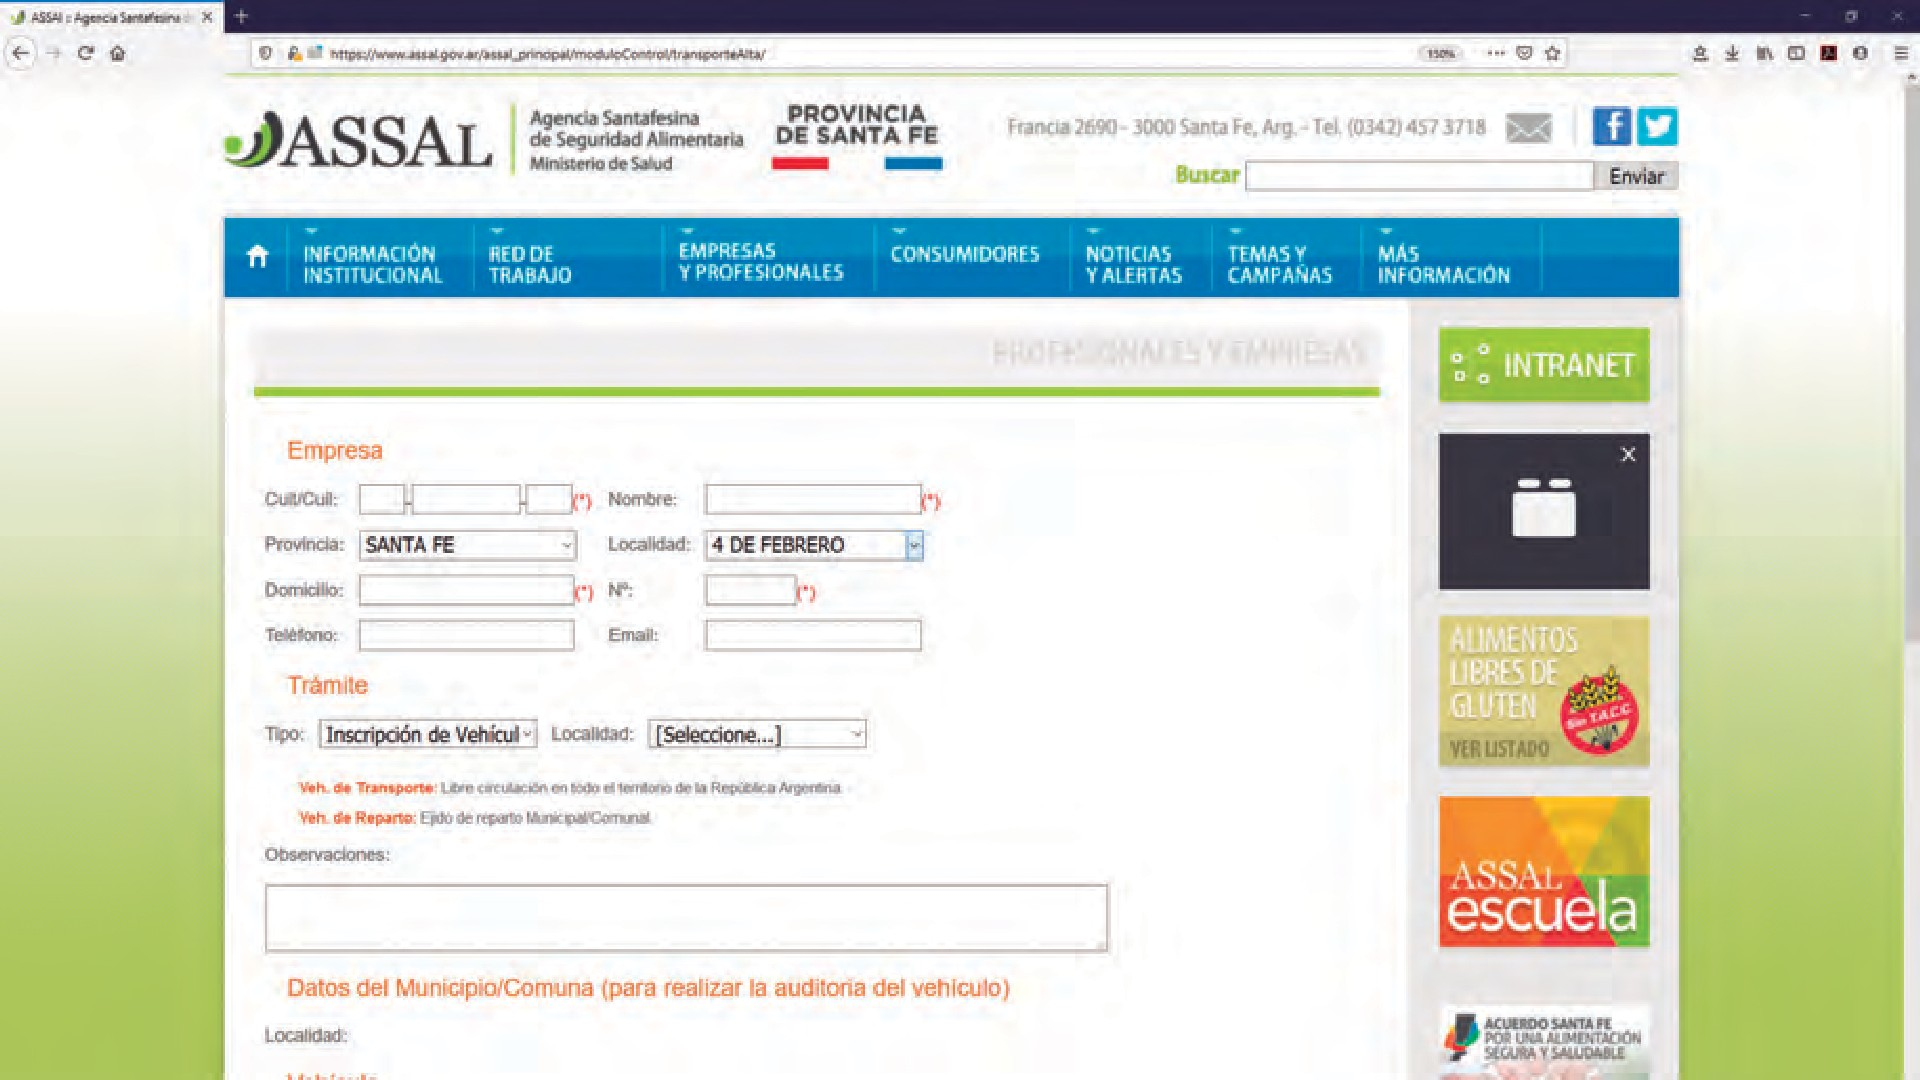 ASSAl :: Agencia Santafesina de
https://www.assal.gov.ar/assal_principal/moduloControl/transporteAlta/
150%
ASSAL
Agencia Santafesina
de Seguridad Alimentaria
Ministerio de Salud
PROVINCIA
DE SANTA FE
Francia 2690 - 3000 Santa Fe, Arg. - Tel. (0342) 457 3718
Buscar
Enviar
INFORMACIÓN
INSTITUCIONAL
RED DE
TRABAJO
EMPRESAS
Y PROFESIONALES
CONSUMIDORES
NOTICIAS
Y ALERTAS
TEMAS Y
CAMPAÑAS
MÁS
INFORMACIÓN
PROFESIONALES Y EMPRESAS
INTRANET
Empresa
Cuit/Cuil: - - (*) Nombre: (*)
Provincia: SANTA FE Localidad: 4 DE FEBRERO
Domicilio: (*) Nº: (*)
Teléfono: Email:
Trámite
Tipo: Inscripción de Vehícul Localidad: [Seleccione...]
Veh. de Transporte: Libre circulación en todo el territorio de la República Argentina.
Veh. de Reparto: Ejido de reparto Municipal/Comunal.
Observaciones:
Datos del Municipio/Comuna (para realizar la auditoria del vehículo)
Localidad:
ALIMENTOS
LIBRES DE
GLUTEN
Sin T.A.C.C.
VER LISTADO
ASSAL
escuela
ACUERDO SANTA FE
POR UNA ALIMENTACIÓN
SEGURA Y SALUDABLE